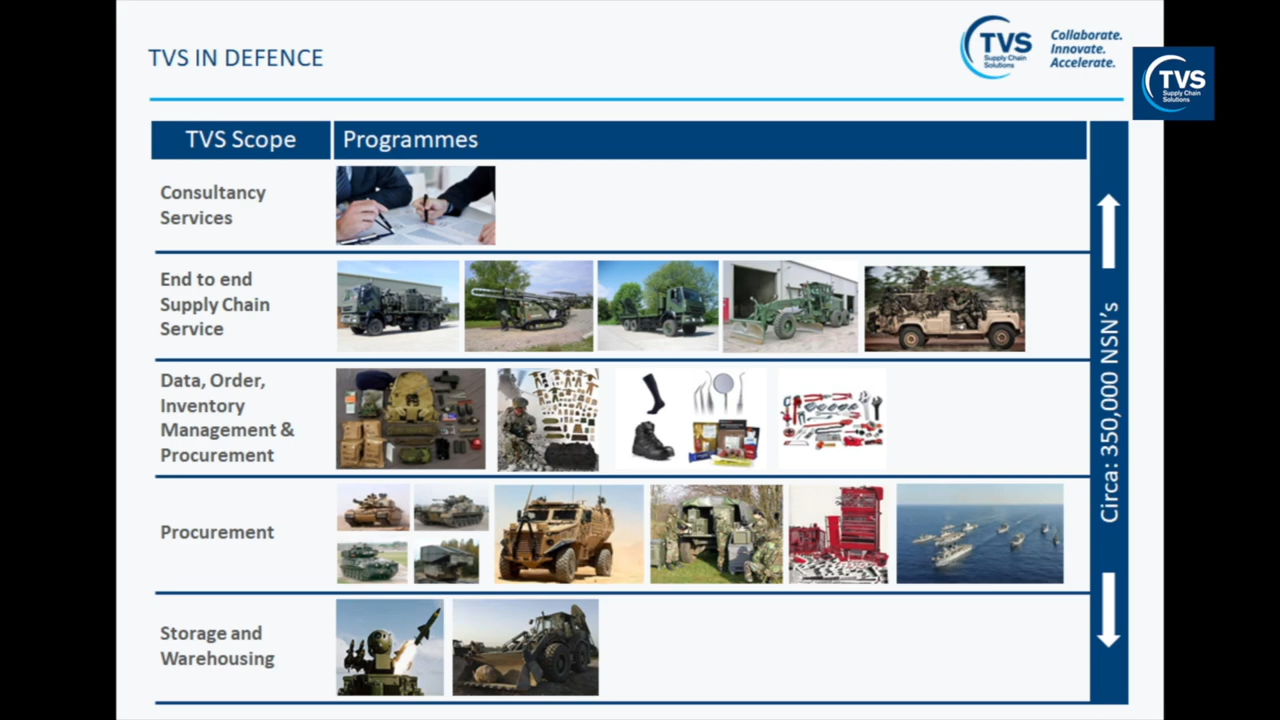 TVS IN DEFENCE
TVS
Supply Chain
Solutions
Collaborate.
Innovate.
Accelerate.
TVS
Supply Chain
Solutions
TVS Scope
Programmes
Consultancy
Services
End to end
Supply Chain
Service
Data, Order,
Inventory
Management &
Procurement
Procurement
Storage and
Warehousing
Circa: 350,000 NSN's